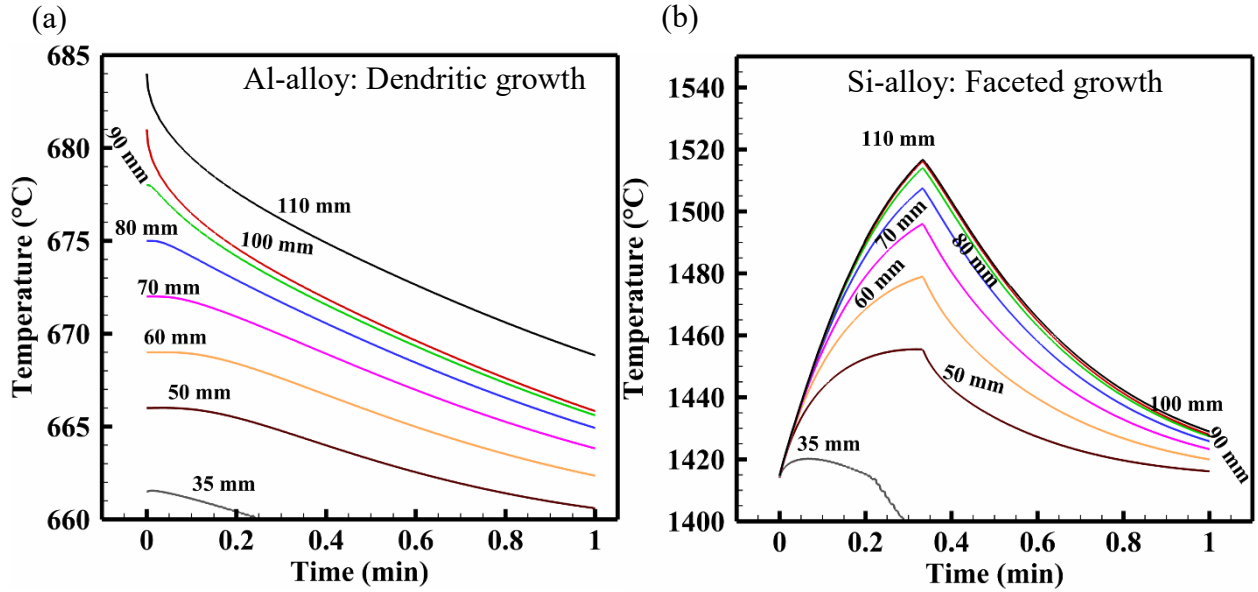 (a)
Al-alloy: Dendritic growth
Temperature (°C)
685
680
675
670
665
660
90 mm
110 mm
100 mm
80 mm
70 mm
60 mm
50 mm
35 mm
0
0.2
0.4
0.6
0.8
1
Time (min)
(b)
Si-alloy: Faceted growth
Temperature (°C)
1540
1520
1500
1480
1460
1440
1420
1400
110 mm
70 mm
80 mm
60 mm
50 mm
100 mm
90 mm
35 mm
0
0.2
0.4
0.6
0.8
1
Time (min)